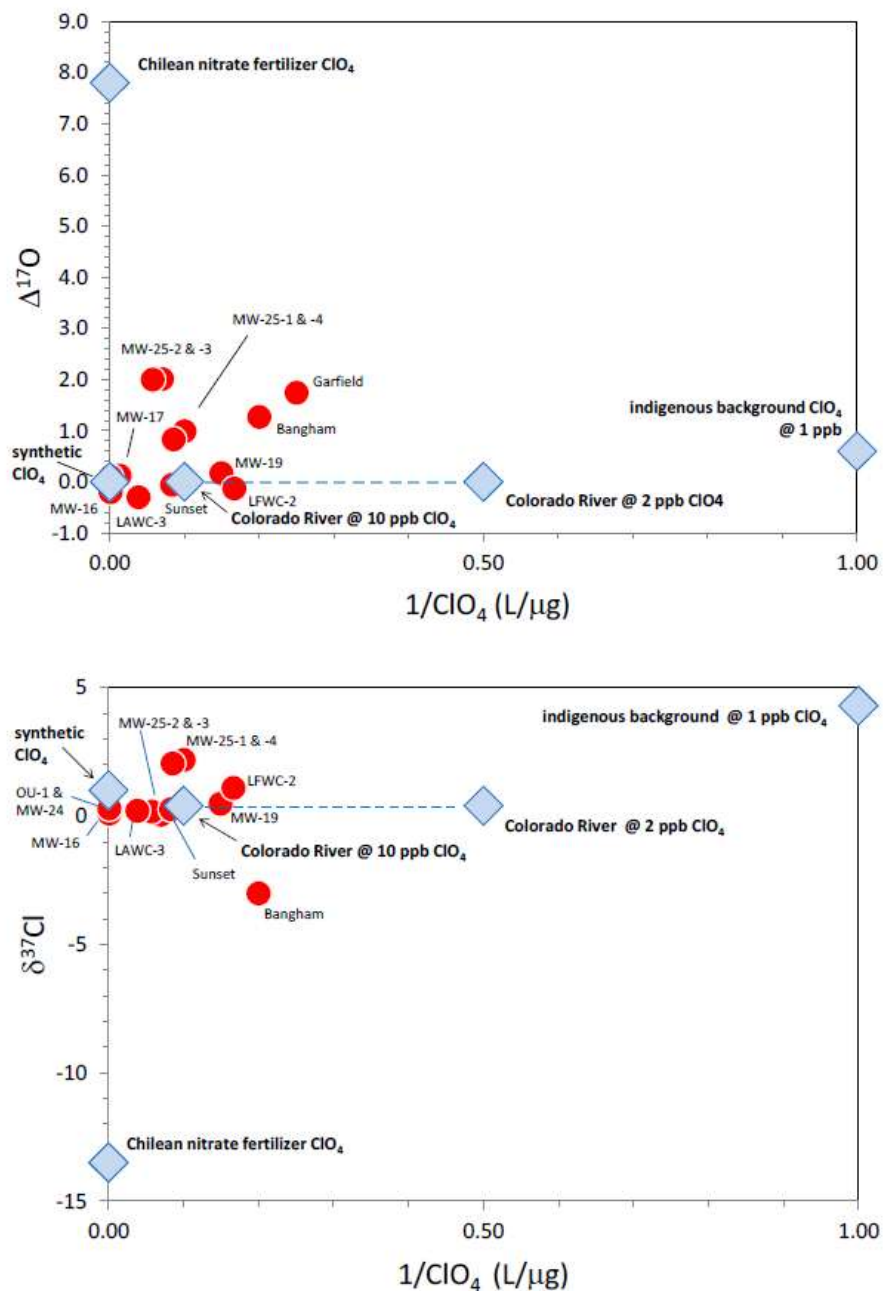 9.0
8.0
7.0
6.0
5.0
4.0
3.0
2.0
1.0
0.0
-1.0
Δ17O
Chilean nitrate fertilizer ClO4
MW-25-1 & -4
MW-25-2 & -3
Garfield
MW-17
Bangham
indigenous background ClO4
@ 1 ppb
synthetic
ClO4
MW-19
MW-16
LAWC-3
Sunset
LFWC-2
Colorado River @ 2 ppb ClO4
Colorado River @ 10 ppb ClO4
0.00
0.50
1.00
1/ClO4 (L/μg)
5
0
-5
-10
-15
δ37Cl
MW-25-2 & -3
indigenous background @ 1 ppb ClO4
synthetic
ClO4
MW-25-1 & -4
LFWC-2
OU-1 &
MW-24
MW-19
MW-16
LAWC-3
Colorado River @ 2 ppb ClO4
Colorado River @ 10 ppb ClO4
Sunset
Bangham
Chilean nitrate fertilizer ClO4
0.00
0.50
1.00
1/ClO4 (L/μg)